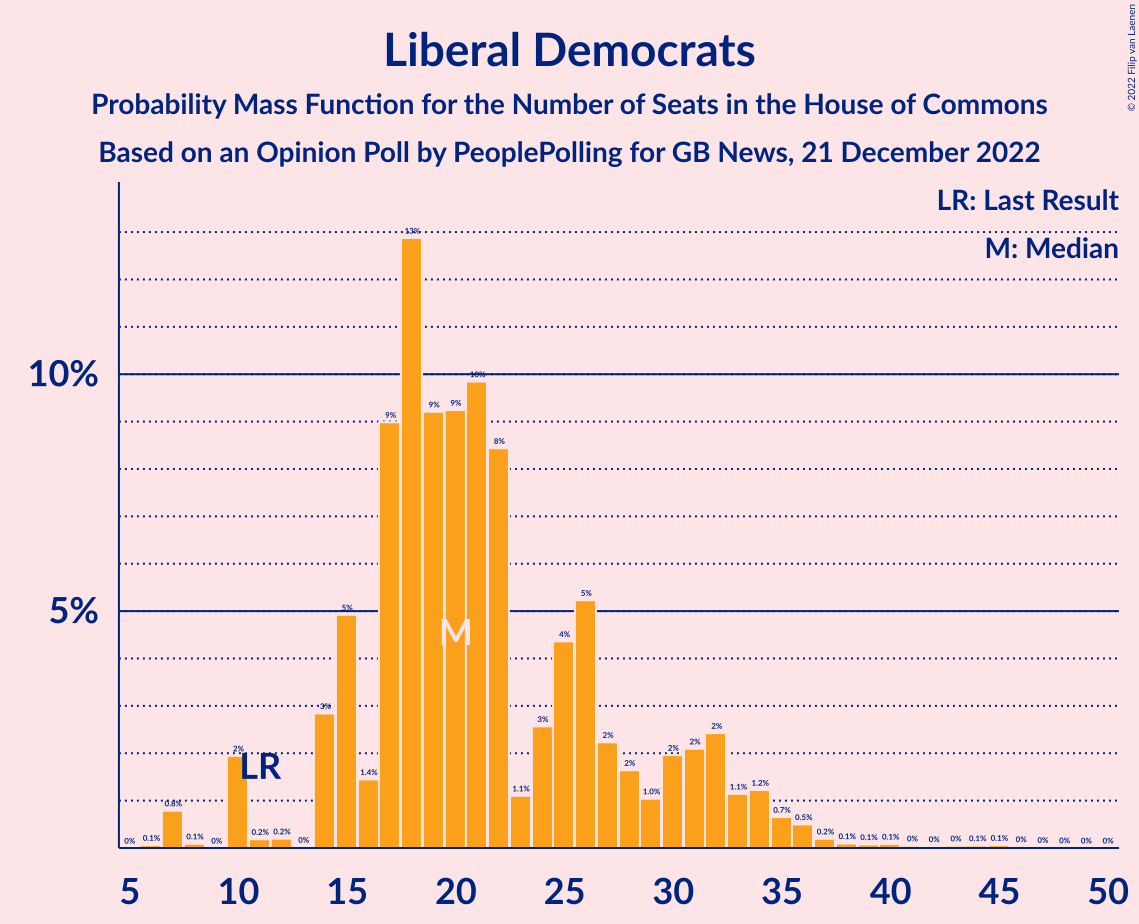 Liberal Democrats
Probability Mass Function for the Number of Seats in the House of Commons
Based on an Opinion Poll by PeoplePolling for GB News, 21 December 2022
© 2022 Filip van Laenen
LR: Last Result
M: Median
10%
5%
0% 0.1% 0.8% 0.1% 0% 2% 0.2% 0.2% 0% 3% 5% 1.4% 9% 13% 9% 9% 10% 8% 1.1% 3% 4% 5% 2% 2% 1.0% 2% 2% 2% 1.1% 1.2% 0.7% 0.5% 0.2% 0.1% 0.1% 0.1% 0% 0% 0% 0.1% 0.1% 0% 0% 0% 0% 0%
M
LR
5 10 15 20 25 30 35 40 45 50